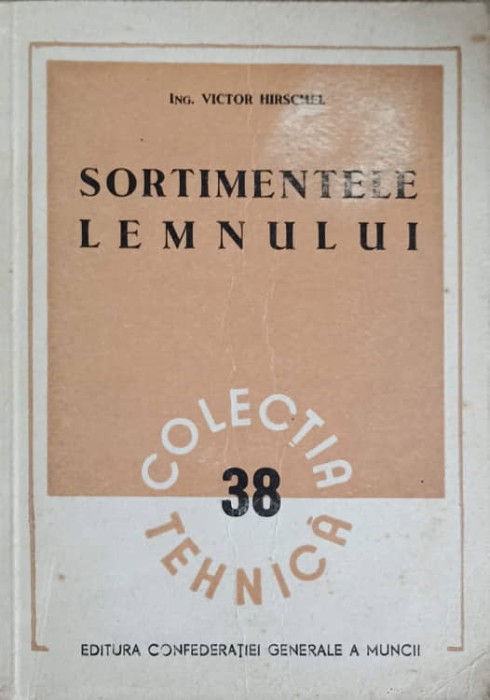 ING. VICTOR HIRSCHEL
SORTIMENTELE
LEMNULUI
COLECȚIA
38
TEHNICĂ
EDITURA CONFEDERAȚIEI GENERALE A MUNCII